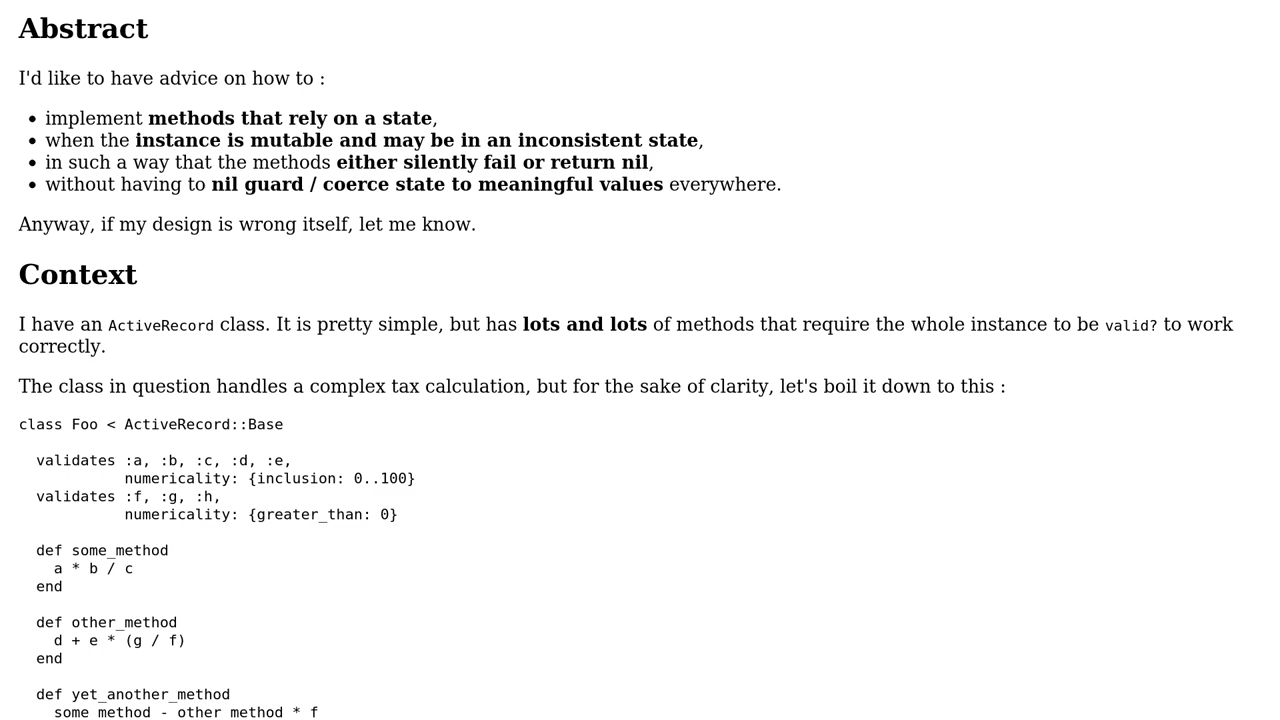 Abstract
I'd like to have advice on how to :
• implement methods that rely on a state,
• when the instance is mutable and may be in an inconsistent state,
• in such a way that the methods either silently fail or return nil,
• without having to nil guard / coerce state to meaningful values everywhere.
Anyway, if my design is wrong itself, let me know.
Context
I have an ActiveRecord class. It is pretty simple, but has lots and lots of methods that require the whole instance to be valid? to work
correctly.
The class in question handles a complex tax calculation, but for the sake of clarity, let's boil it down to this :
class Foo < ActiveRecord::Base
  validates :a, :b, :c, :d, :e,
            numericality: {inclusion: 0..100}
  validates :f, :g, :h,
            numericality: {greater_than: 0}
  def some_method
    a * b / c
  end
  def other_method
    d + e * (g / f)
  end
  def yet_another_method
    some_method - other_method * f